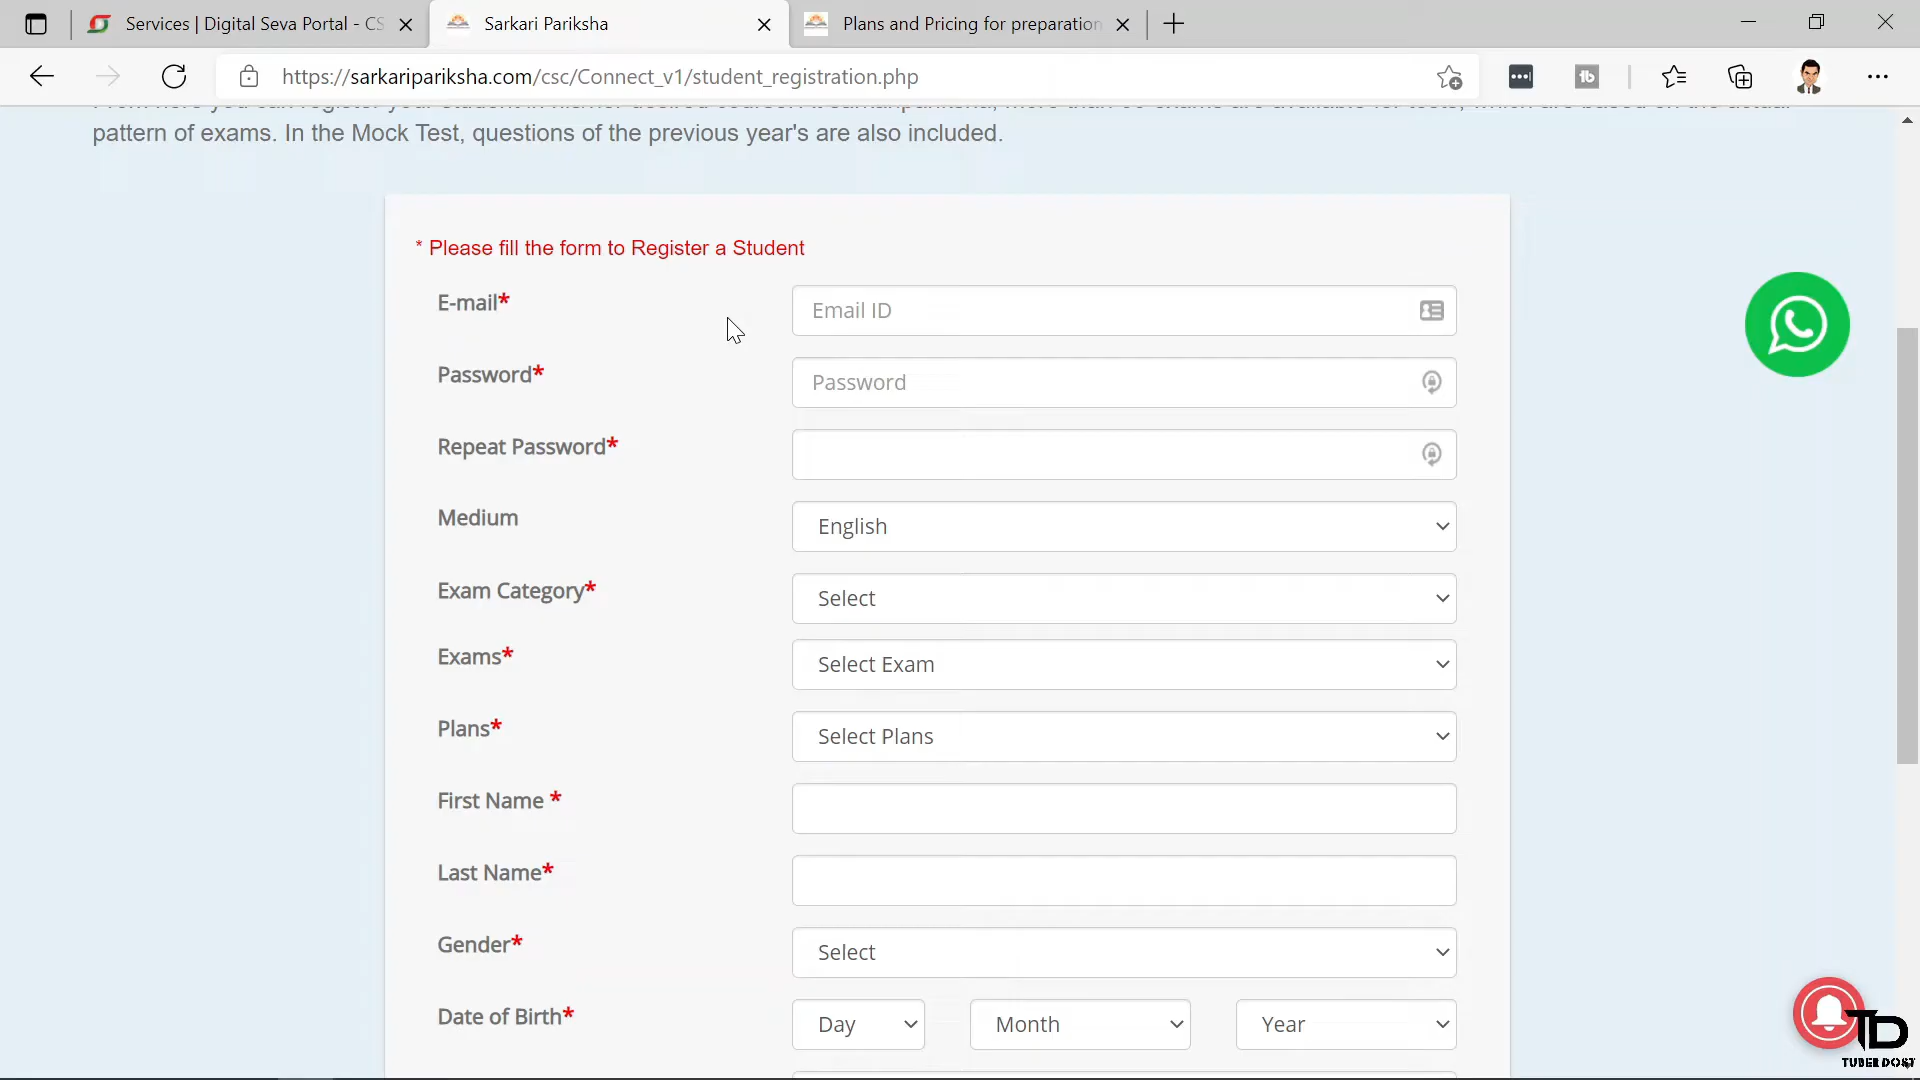 Services | Digital Seva Portal - CS
Sarkari Pariksha
Plans and Pricing for preparation
https://sarkaripariksha.com/csc/Connect_v1/student_registration.php
pattern of exams. In the Mock Test, questions of the previous year's are also included.
* Please fill the form to Register a Student
E-mail*
Email ID
Password*
Password
Repeat Password*
Medium
English
Exam Category*
Select
Exams*
Select Exam
Plans*
Select Plans
First Name *
Last Name*
Gender*
Select
Date of Birth*
Day
Month
Year
TD
TUBER DOST